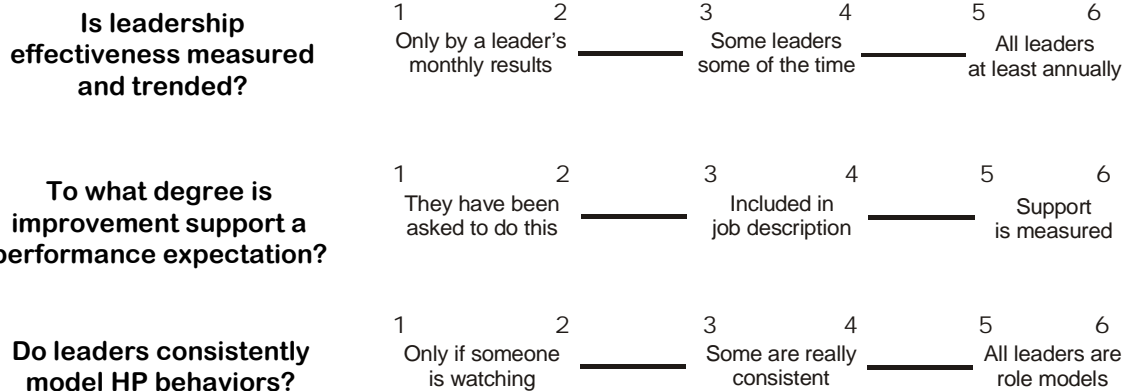 Is leadership
effectiveness measured
and trended?
1 2 3 4 5 6
Only by a leader's
monthly results
Some leaders
some of the time
All leaders
at least annually
To what degree is
improvement support a
performance expectation?
1 2 3 4 5 6
They have been
asked to do this
Included in
job description
Support
is measured
Do leaders consistently
model HP behaviors?
1 2 3 4 5 6
Only if someone
is watching
Some are really
consistent
All leaders are
role models